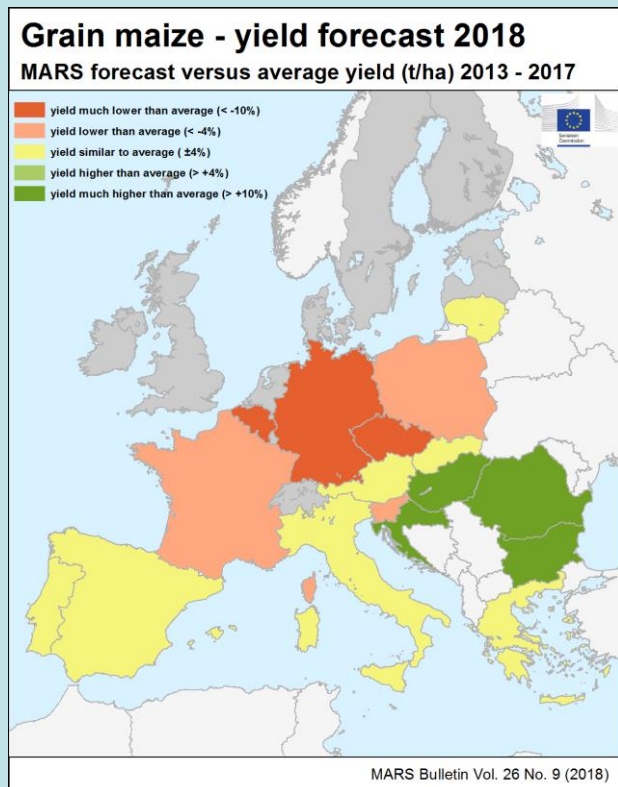 Grain maize - yield forecast 2018
MARS forecast versus average yield (t/ha) 2013 - 2017
yield much lower than average (< -10%)
yield lower than average (< -4%)
yield similar to average ( ±4%)
yield higher than average (> +4%)
yield much higher than average (> +10%)
European
Commission
MARS Bulletin Vol. 26 No. 9 (2018)